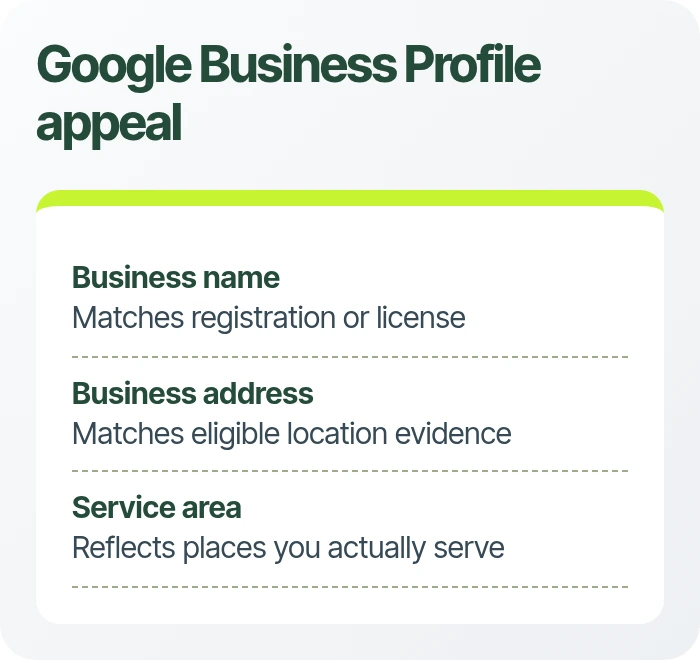 Google Business Profile
appeal
Business name
Matches registration or license
Business address
Matches eligible location evidence
Service area
Reflects places you actually serve